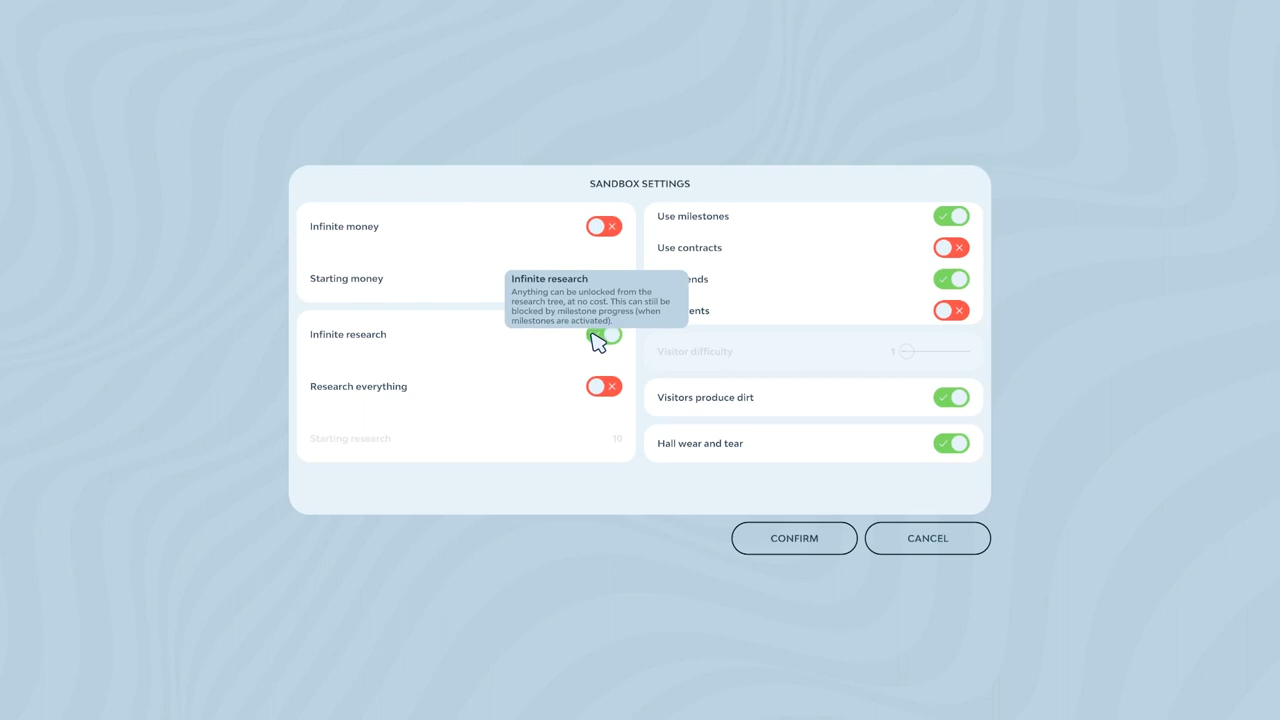 SANDBOX SETTINGS
Infinite money
Starting money
Infinite research
Anything can be unlocked from the
research tree, at no cost. This can still be
blocked by milestone progress (when
milestones are activated).
Infinite research
Research everything
Starting research 10
Use milestones
Use contracts
Visitor difficulty 1
Visitors produce dirt
Hall wear and tear
CONFIRM
CANCEL